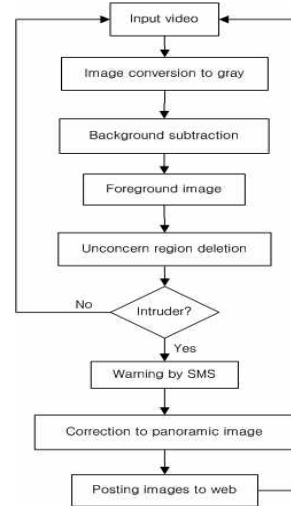 Input video
Image conversion to gray
Background subtraction
Foreground image
Unconcern region deletion
No
Intruder?
Yes
Warning by SMS
Correction to panoramic image
Posting images to web